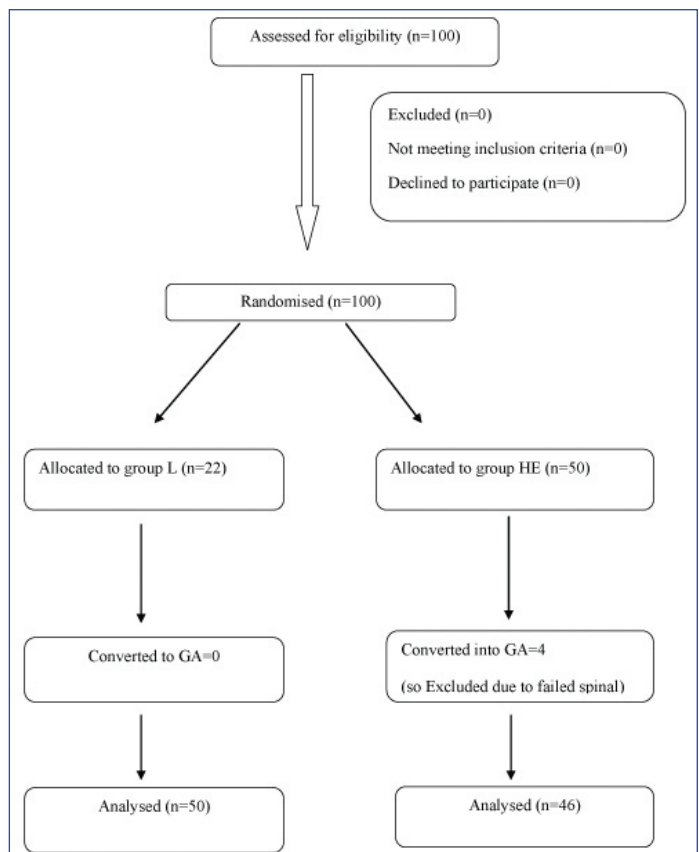 Assessed for eligibility (n=100)
Excluded (n=0)
Not meeting inclusion criteria (n=0)
Declined to participate (n=0)
Randomised (n=100)
Allocated to group L (n=22)
Allocated to group HE (n=50)
Converted to GA=0
Converted into GA=4
(so Excluded due to failed spinal)
Analysed (n=50)
Analysed (n=46)